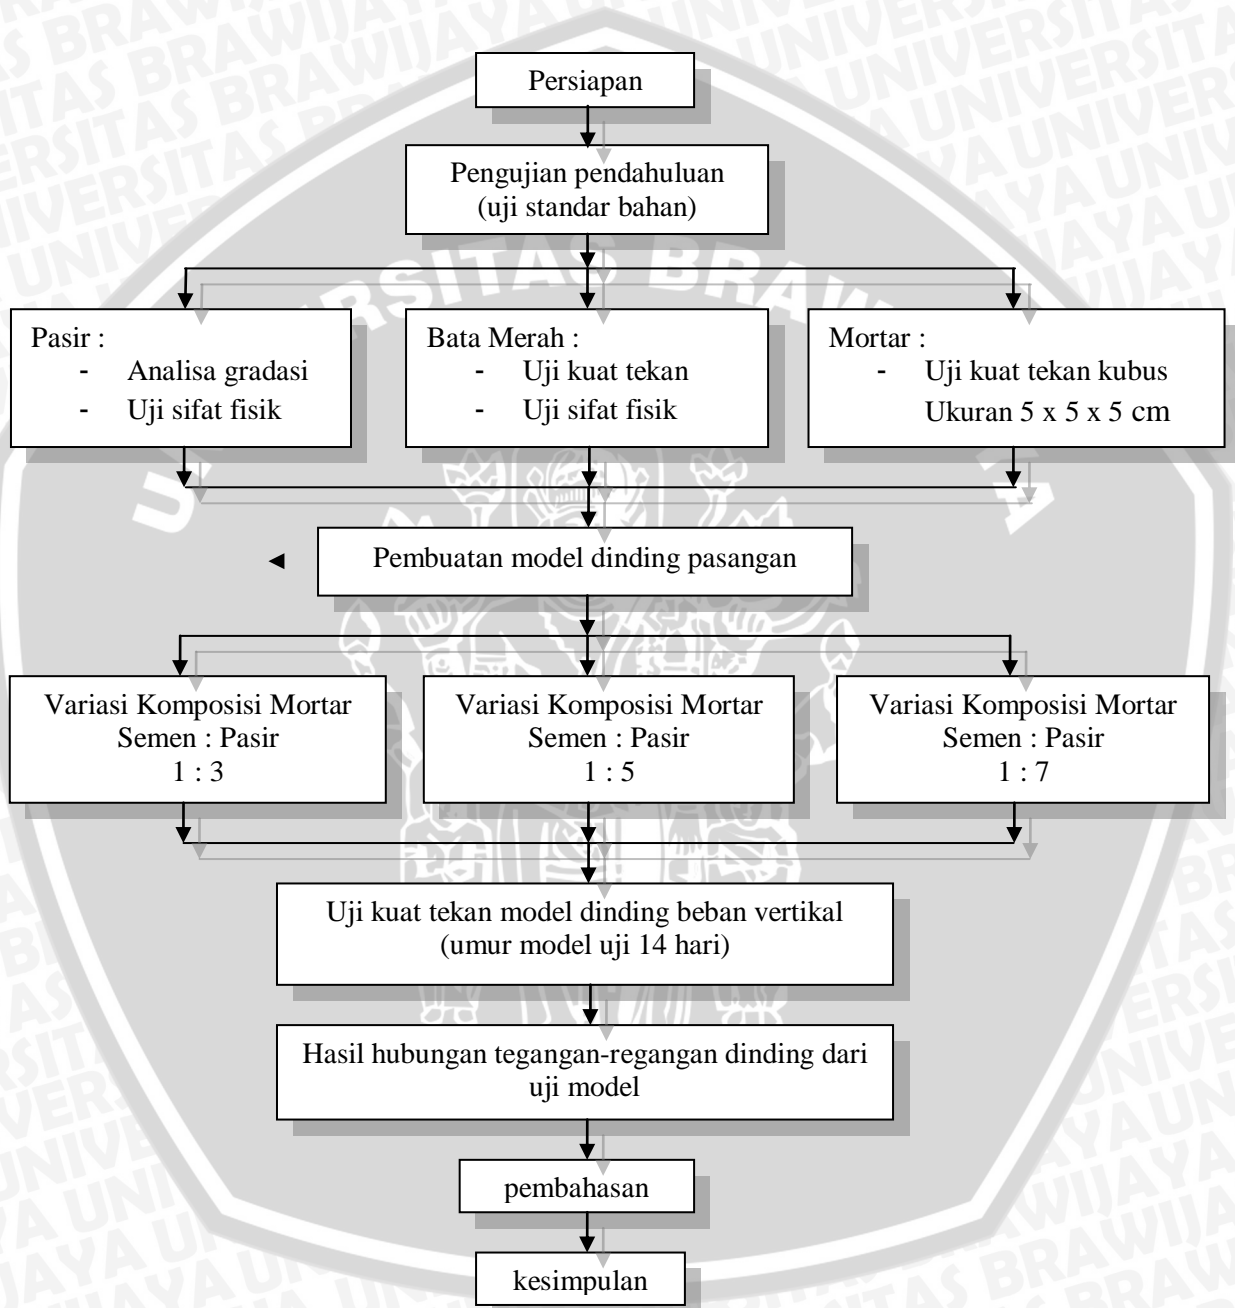 Persiapan
Pengujian pendahuluan
(uji standar bahan)
Pasir :
- Analisa gradasi
- Uji sifat fisik
Bata Merah :
- Uji kuat tekan
- Uji sifat fisik
Mortar :
- Uji kuat tekan kubus
Ukuran 5 x 5 x 5 cm
Pembuatan model dinding pasangan
Variasi Komposisi Mortar
Semen : Pasir
1 : 3
Variasi Komposisi Mortar
Semen : Pasir
1 : 5
Variasi Komposisi Mortar
Semen : Pasir
1 : 7
Uji kuat tekan model dinding beban vertikal
(umur model uji 14 hari)
Hasil hubungan tegangan-regangan dinding dari
uji model
pembahasan
kesimpulan